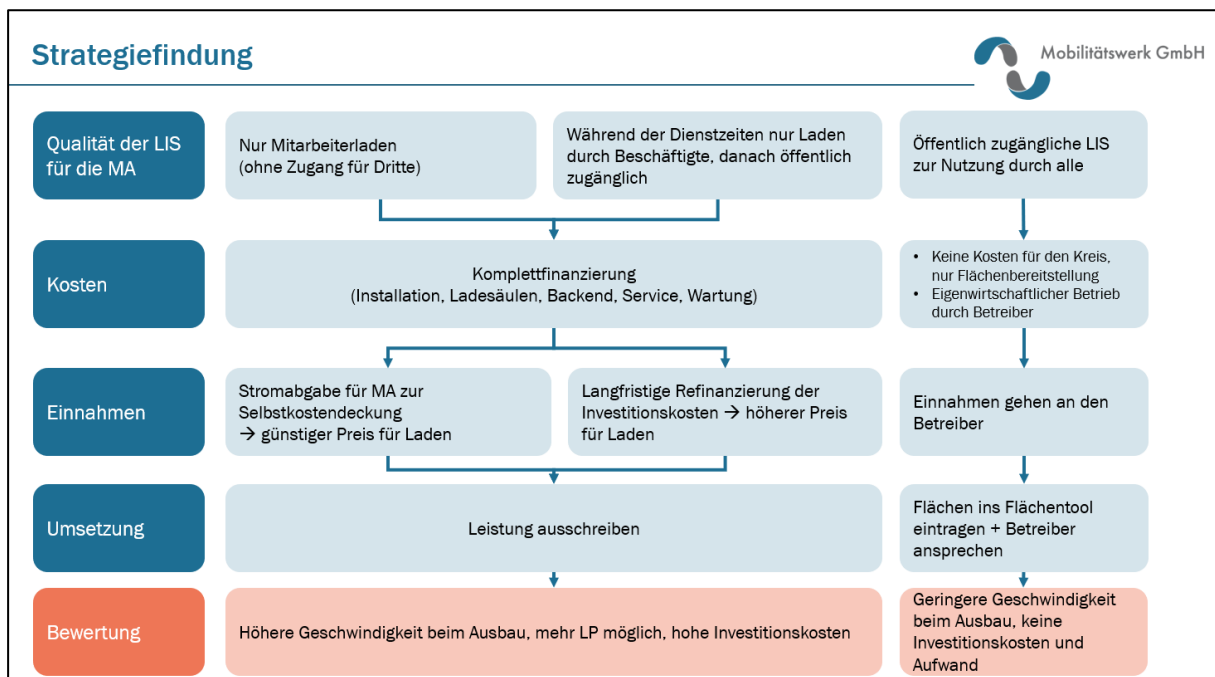 Strategiefindung
Mobilitätswerk GmbH
Qualität der LIS
für die MA
Nur Mitarbeiterladen
(ohne Zugang für Dritte)
Während der Dienstzeiten nur Laden
durch Beschäftigte, danach öffentlich
zugänglich
Öffentlich zugängliche LIS
zur Nutzung durch alle
Kosten
Komplettfinanzierung
(Installation, Ladesäulen, Backend, Service, Wartung)
• Keine Kosten für den Kreis,
nur Flächenbereitstellung
• Eigenwirtschaftlicher Betrieb
durch Betreiber
Einnahmen
Stromabgabe für MA zur
Selbstkostendeckung
→ günstiger Preis für Laden
Langfristige Refinanzierung der
Investitionskosten → höherer Preis
für Laden
Einnahmen gehen an den
Betreiber
Umsetzung
Leistung ausschreiben
Flächen ins Flächentool
eintragen + Betreiber
ansprechen
Bewertung
Höhere Geschwindigkeit beim Ausbau, mehr LP möglich, hohe Investitionskosten
Geringere Geschwindigkeit
beim Ausbau, keine
Investitionskosten und
Aufwand